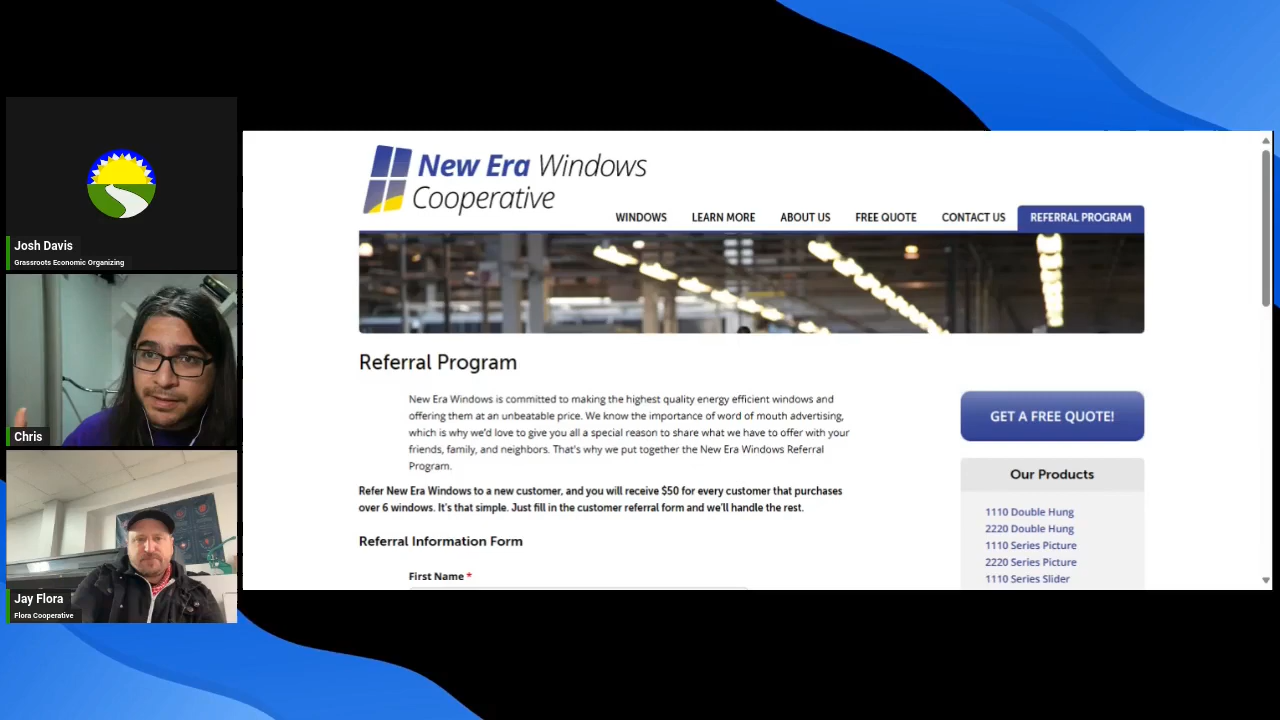 Josh Davis
Grassroots Economic Organizing
Chris
Jay Flora
Flora Cooperative
New Era Windows
Cooperative
WINDOWS LEARN MORE ABOUT US FREE QUOTE CONTACT US REFERRAL PROGRAM
Referral Program
New Era Windows is committed to making the highest quality energy efficient windows and
offering them at an unbeatable price. We know the importance of word of mouth advertising,
which is why we'd love to give you all a special reason to share what we have to offer with your
friends, family, and neighbors. That's why we put together the New Era Windows Referral
Program.
Refer New Era Windows to a new customer, and you will receive $50 for every customer that purchases
over 6 windows. It's that simple. Just fill in the customer referral form and we'll handle the rest.
Referral Information Form
First Name *
GET A FREE QUOTE!
Our Products
1110 Double Hung
2220 Double Hung
1110 Series Picture
2220 Series Picture
1110 Series Slider